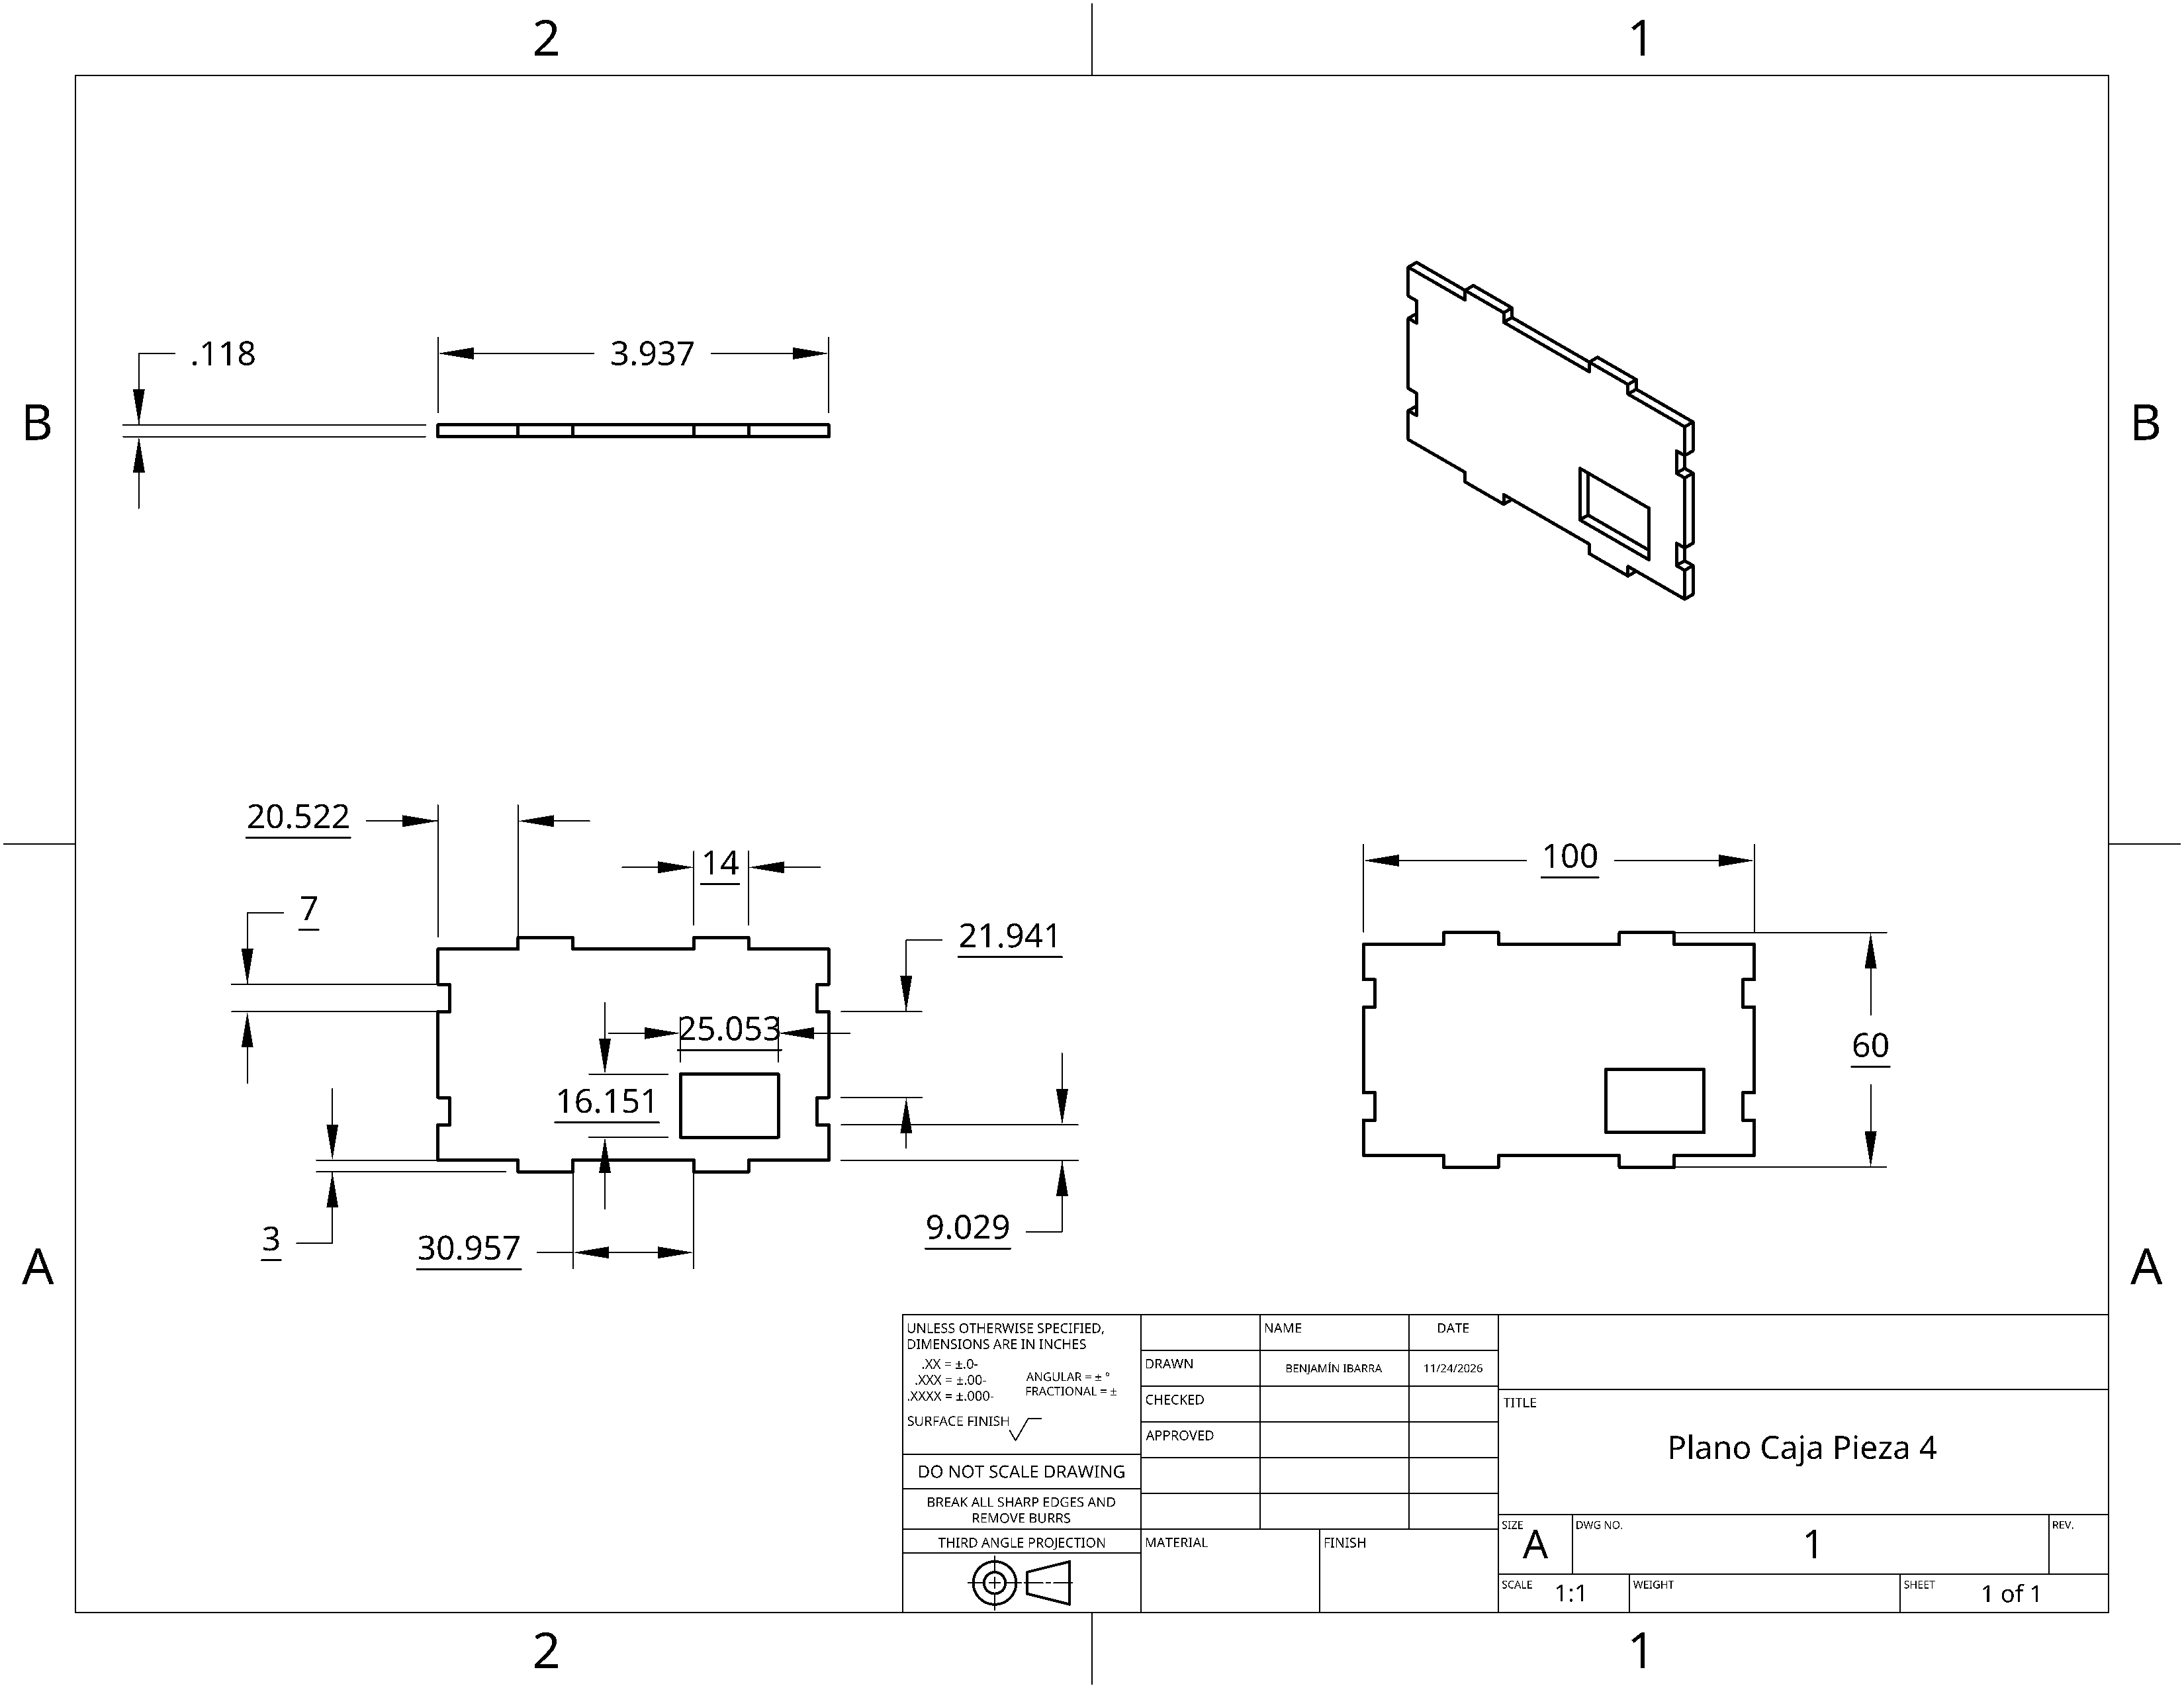 2
1
.118
3.937
B
B
20.522
14
100
7
21.941
25.053
60
16.151
9.029
3
30.957
A
A
UNLESS OTHERWISE SPECIFIED,
DIMENSIONS ARE IN INCHES
.XX = ±.0-
.XXX = ±.00-
.XXXX = ±.000-
ANGULAR = ± °
FRACTIONAL = ±
SURFACE FINISH
DO NOT SCALE DRAWING
BREAK ALL SHARP EDGES AND
REMOVE BURRS
THIRD ANGLE PROJECTION
NAME
DATE
DRAWN
BENJAMÍN IBARRA
11/24/2026
CHECKED
APPROVED
MATERIAL
FINISH
TITLE
Plano Caja Pieza 4
SIZE
A
DWG NO.
1
REV.
SCALE
1:1
WEIGHT
SHEET
1 of 1
2
1